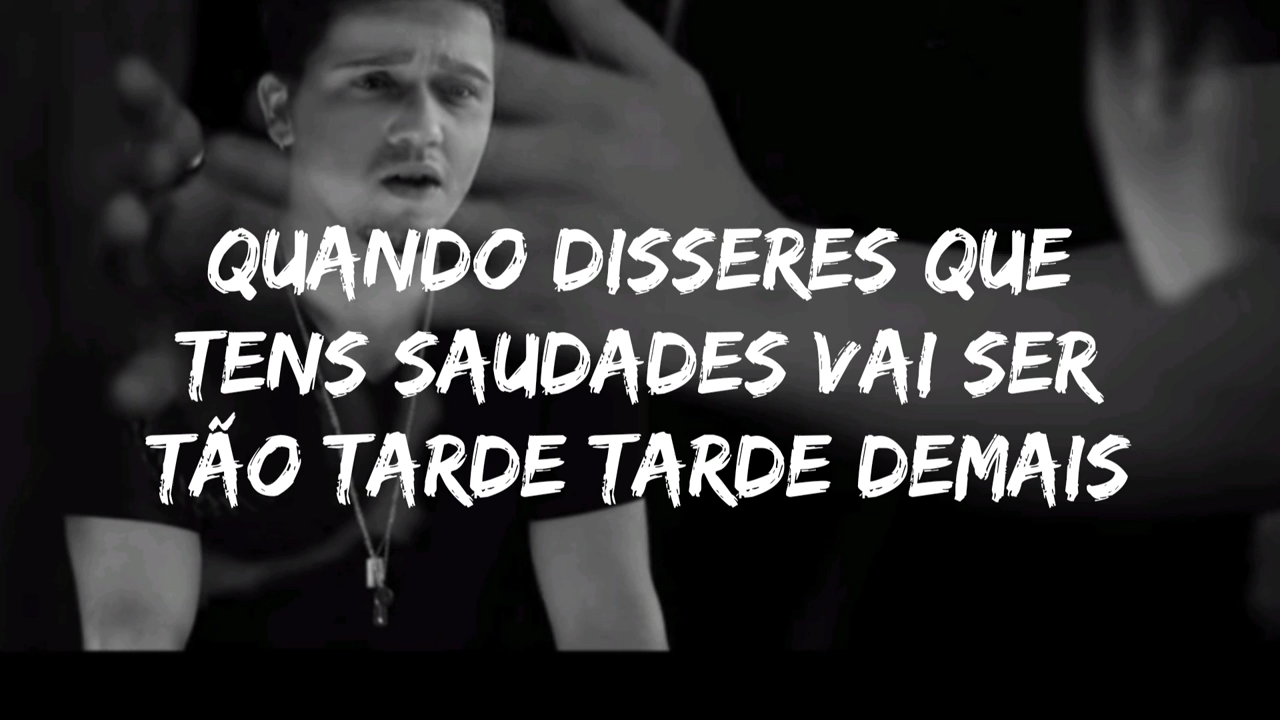 QUANDO DISSERES QUE
TENS SAUDADES VAI SER
TÃO TARDE TARDE DEMAIS